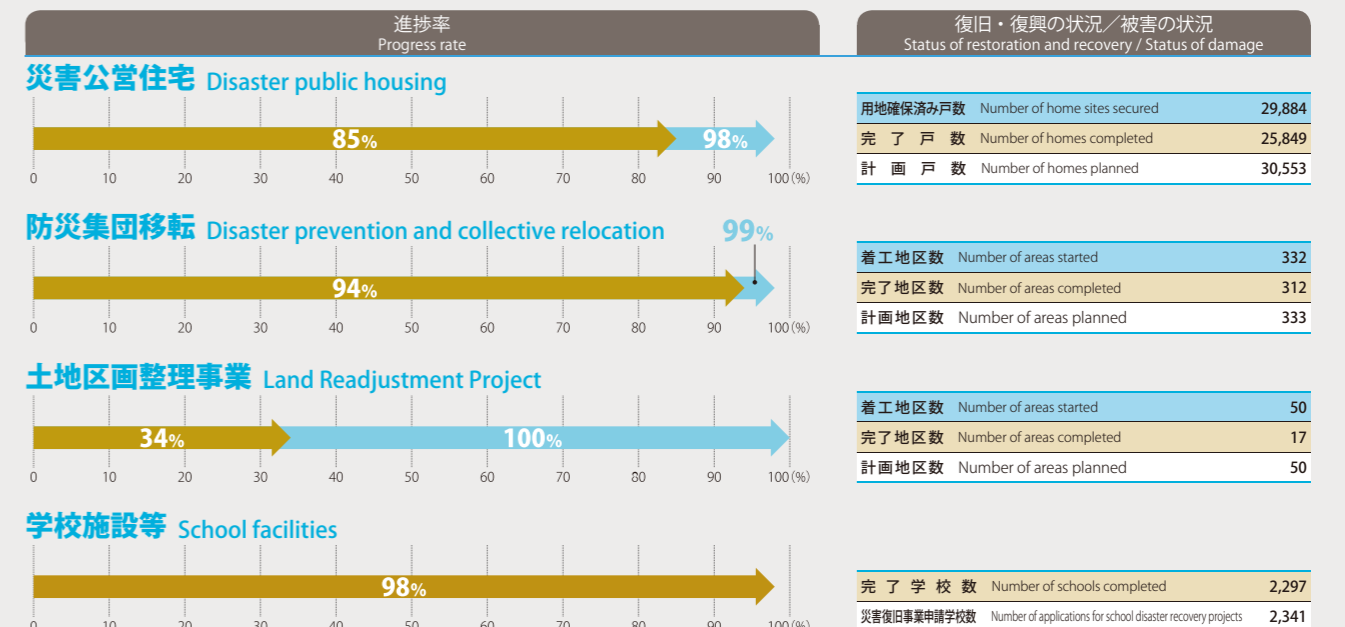 進捗率
Progress rate
復旧・復興の状況／被害の状況
Status of restoration and recovery / Status of damage
災害公営住宅 Disaster public housing
85% 98%
0 10 20 30 40 50 60 70 80 90 100(%)
用地確保済み戸数 Number of home sites secured 29,884
完了戸数 Number of homes completed 25,849
計画戸数 Number of homes planned 30,553
防災集団移転 Disaster prevention and collective relocation 99%
94%
0 10 20 30 40 50 60 70 80 90 100(%)
着工地区数 Number of areas started 332
完了地区数 Number of areas completed 312
計画地区数 Number of areas planned 333
土地区画整理事業 Land Readjustment Project
34% 100%
0 10 20 30 40 50 60 70 80 90 100(%)
着工地区数 Number of areas started 50
完了地区数 Number of areas completed 17
計画地区数 Number of areas planned 50
学校施設等 School facilities
98%
0 10 20 30 40 50 60 70 80 90 100(%)
完了学校数 Number of schools completed 2,297
災害復旧事業申請学校数 Number of applications for school disaster recovery projects 2,341